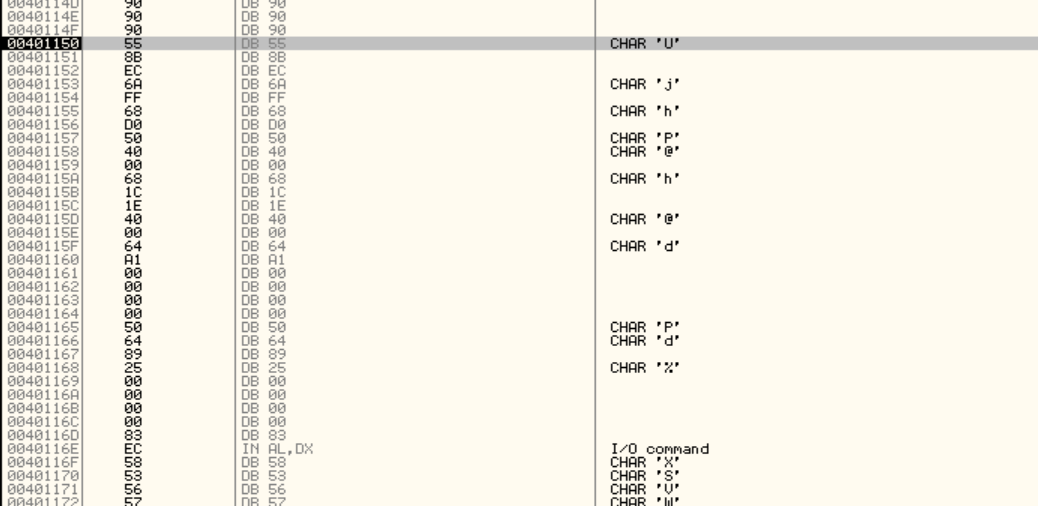 0040114D 90 DB 90
0040114E 90 DB 90
0040114F 90 DB 90
00401150 55 DB 55 CHAR 'U'
00401151 8B DB 8B
00401152 EC DB EC
00401153 6A DB 6A CHAR 'j'
00401154 FF DB FF
00401155 68 DB 68 CHAR 'h'
00401156 D0 DB D0
00401157 50 DB 50 CHAR 'P'
00401158 40 DB 40 CHAR '@'
00401159 00 DB 00
0040115A 68 DB 68 CHAR 'h'
0040115B 1C DB 1C
0040115C 1E DB 1E
0040115D 40 DB 40 CHAR '@'
0040115E 00 DB 00
0040115F 64 DB 64 CHAR 'd'
00401160 A1 DB A1
00401161 00 DB 00
00401162 00 DB 00
00401163 00 DB 00
00401164 00 DB 00
00401165 50 DB 50 CHAR 'P'
00401166 64 DB 64 CHAR 'd'
00401167 89 DB 89
00401168 25 DB 25 CHAR '%'
00401169 00 DB 00
0040116A 00 DB 00
0040116B 00 DB 00
0040116C 00 DB 00
0040116D 83 DB 83
0040116E EC IN AL,DX I/O command
0040116F 58 DB 58 CHAR 'X'
00401170 53 DB 53 CHAR 'S'
00401171 56 DB 56 CHAR 'V'
00401172 57 DB 57 CHAR 'W'